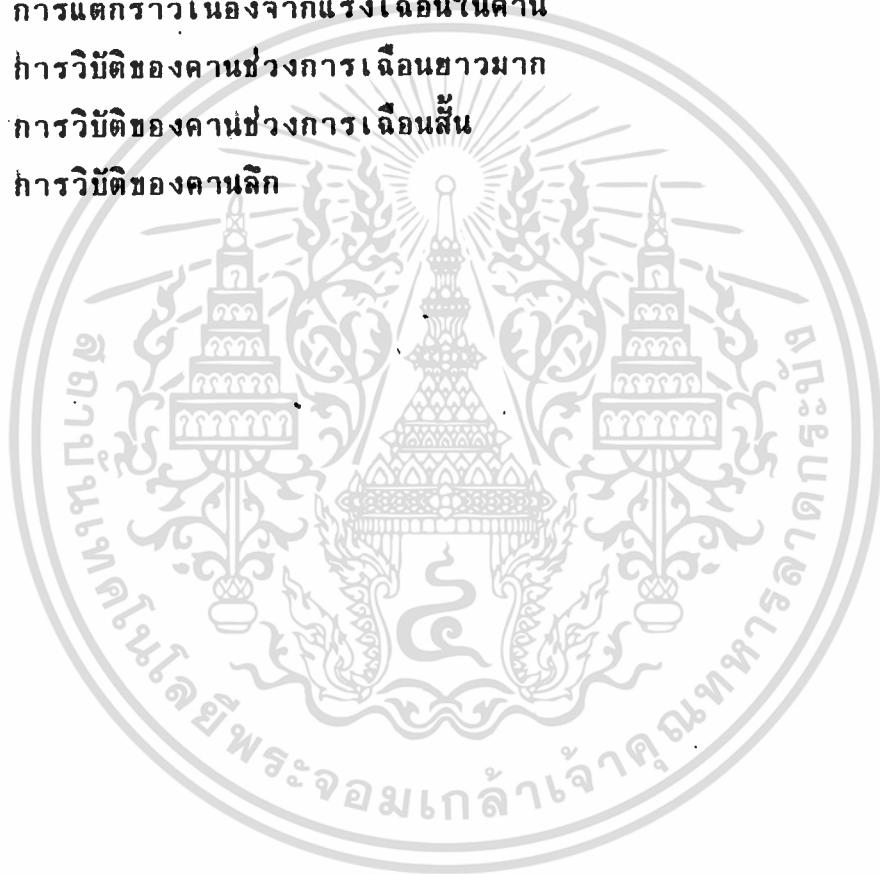 การแตกร้าวเนื่องจากแรงเฉือนในคาน
การวิบัติของคานช่วงการเฉือนยาวมาก
การวิบัติของคานช่วงการเฉือนสั้น
การวิบัติของคานลึก
สถาบันเทคโนโลยีพระจอมเกล้าเจ้าคุณทหารลาดกระบัง